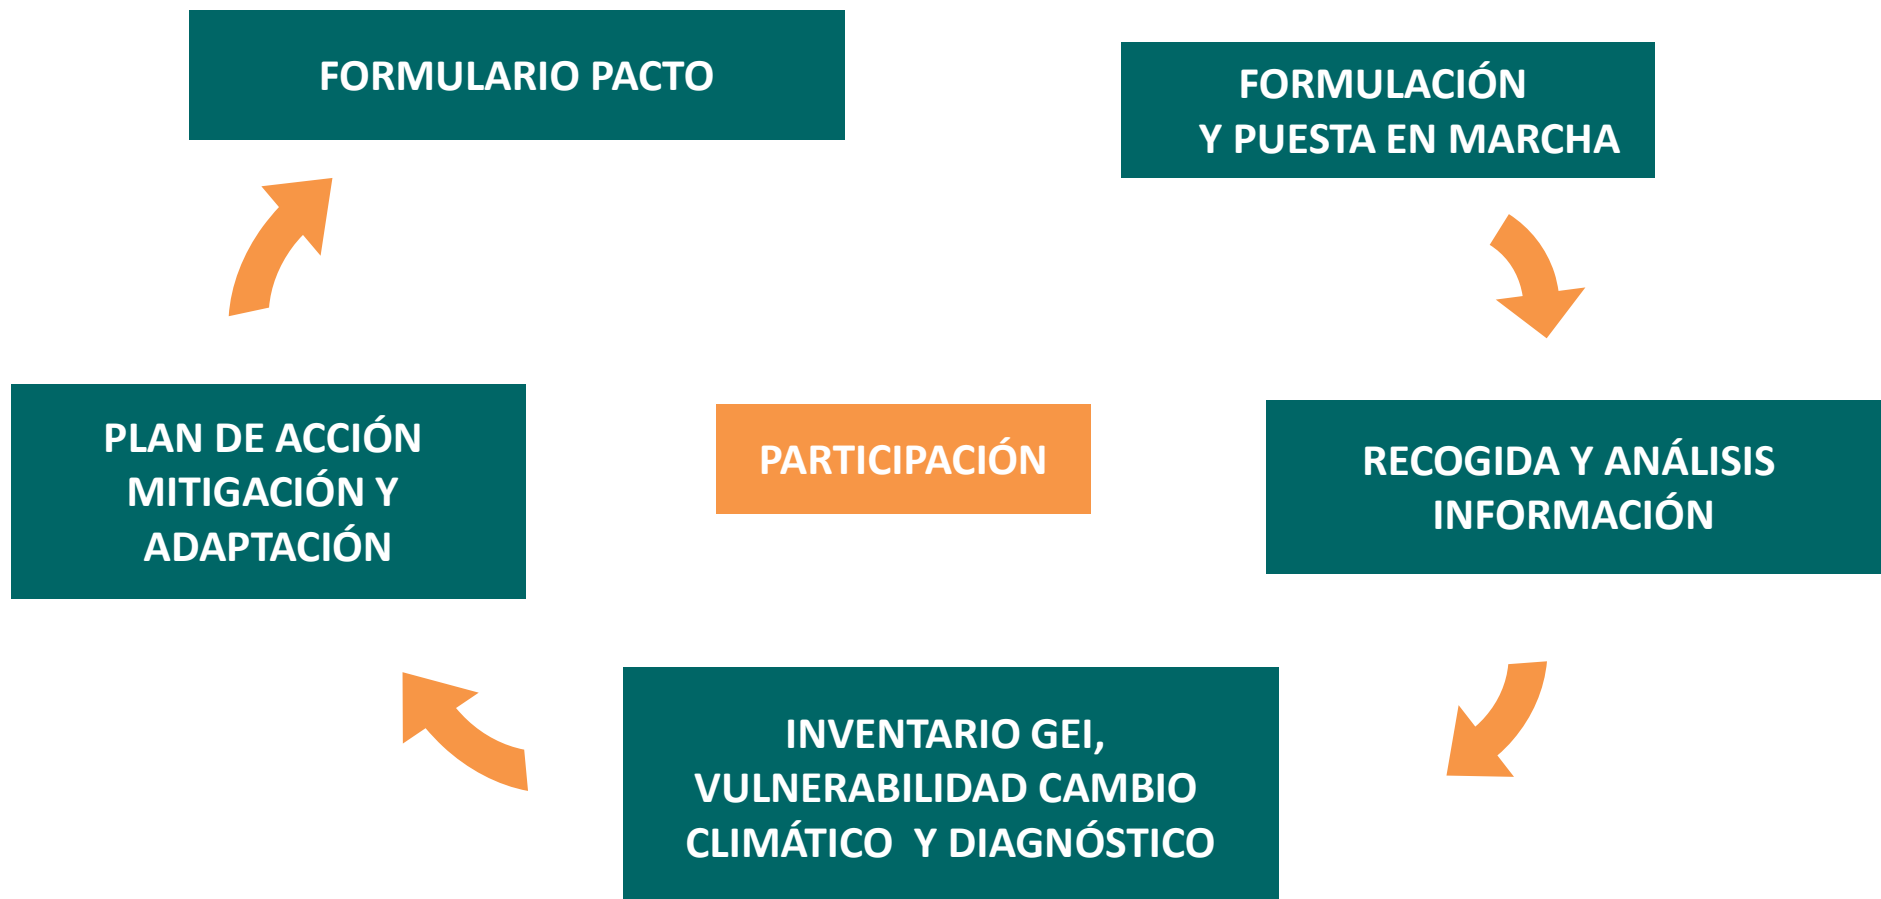 FORMULARIO PACTO
FORMULACIÓN
Y PUESTA EN MARCHA
PLAN DE ACCIÓN
MITIGACIÓN Y
ADAPTACIÓN
PARTICIPACIÓN
RECOGIDA Y ANÁLISIS
INFORMACIÓN
INVENTARIO GEI,
VULNERABILIDAD CAMBIO
CLIMÁTICO Y DIAGNÓSTICO